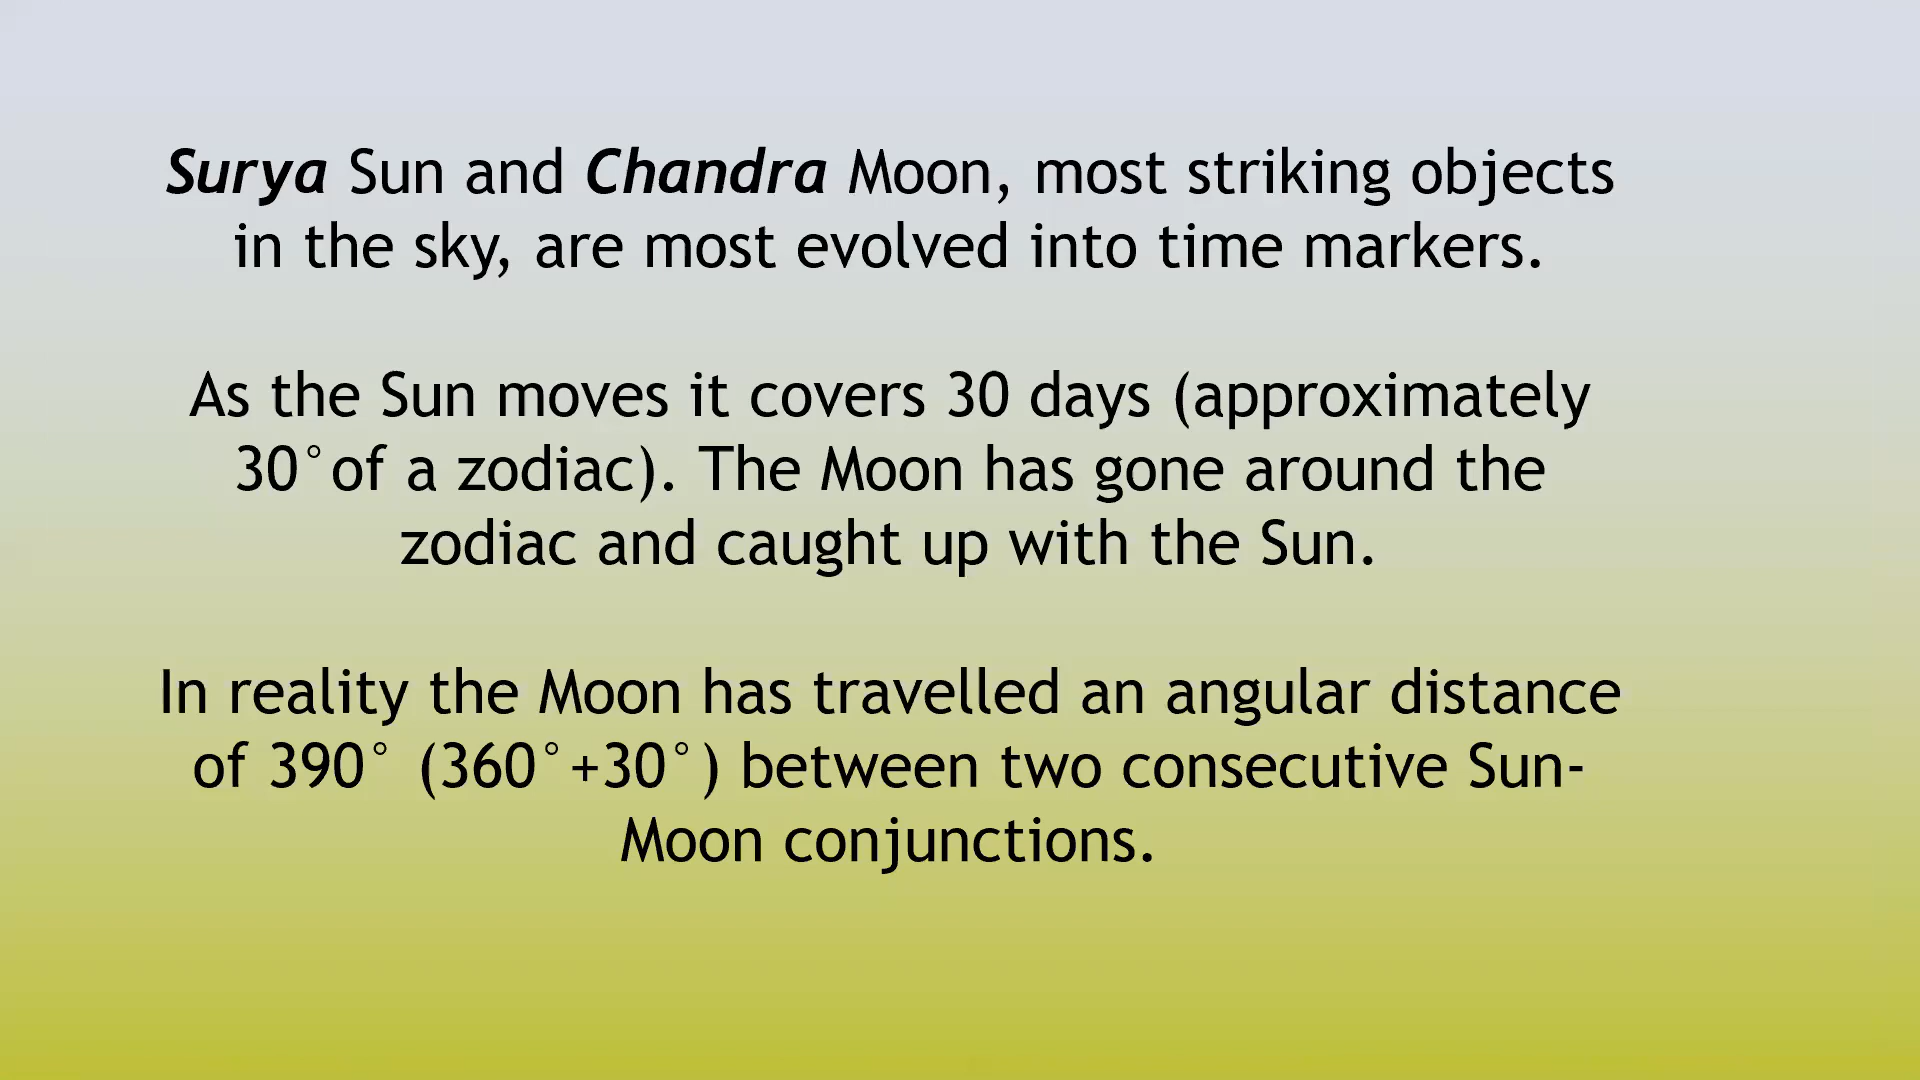 Surya Sun and Chandra Moon, most striking objects
in the sky, are most evolved into time markers.
As the Sun moves it covers 30 days (approximately
30°of a zodiac). The Moon has gone around the
zodiac and caught up with the Sun.
In reality the Moon has travelled an angular distance
of 390° (360°+30°) between two consecutive Sun-
Moon conjunctions.